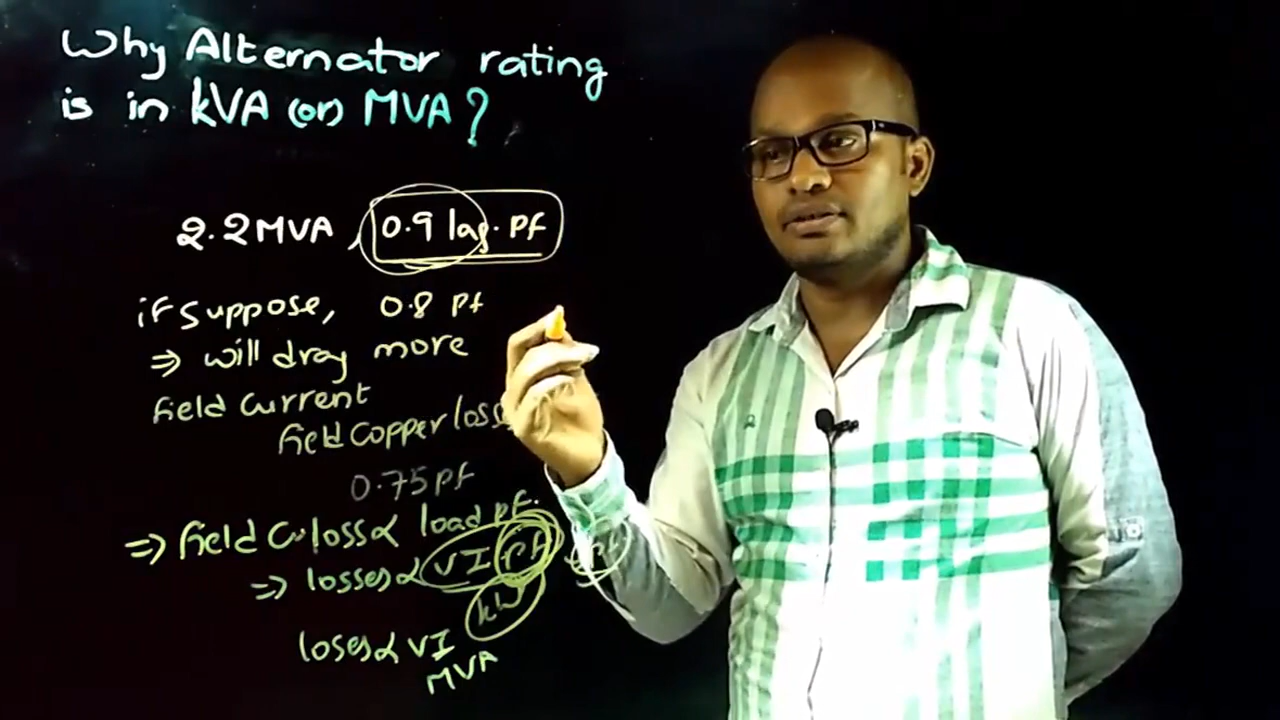 Why Alternator rating
is in kVA (or) MVA?
2.2MVA, 0.9 lag. Pf
if suppose, 0.8 Pf
⇒ will drag more
field current
field copper loss
0.75 pf
⇒ field Cu loss ∝ load pf.
⇒ losses ∝ VI Pf
kW
loses ∝ VI
MVA